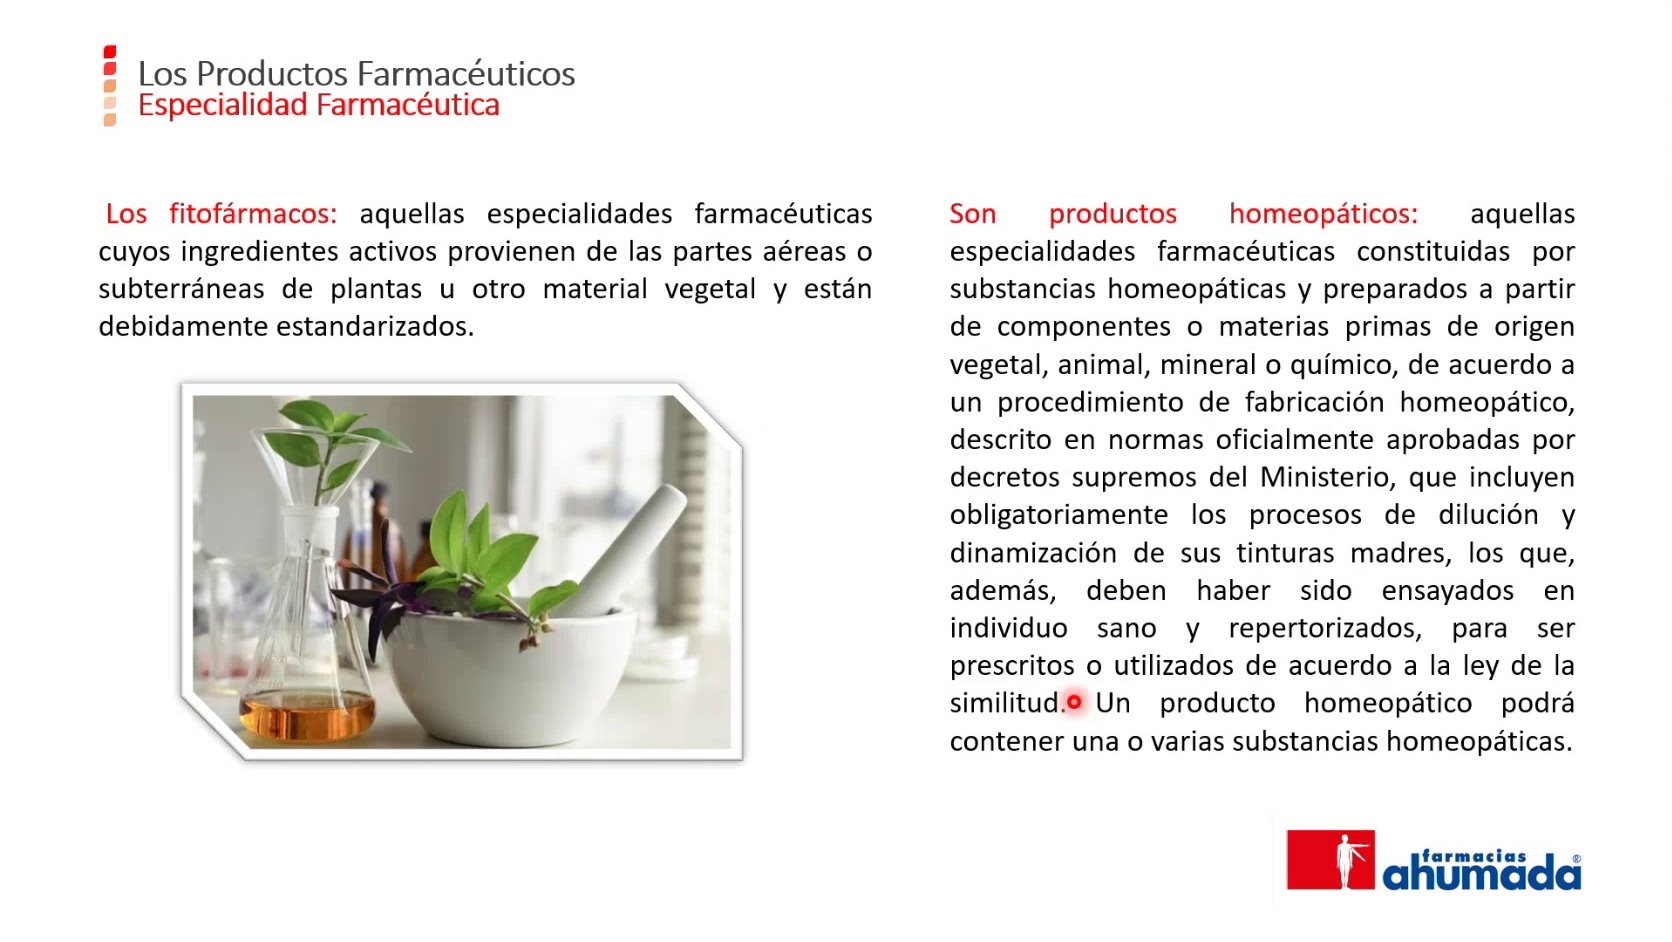 Los Productos Farmacéuticos
Especialidad Farmacéutica
Los fitofármacos: aquellas especialidades farmacéuticas
cuyos ingredientes activos provienen de las partes aéreas o
subterráneas de plantas u otro material vegetal y están
debidamente estandarizados.
Son productos homeopáticos: aquellas
especialidades farmacéuticas constituidas por
substancias homeopáticas y preparados a partir
de componentes o materias primas de origen
vegetal, animal, mineral o químico, de acuerdo a
un procedimiento de fabricación homeopático,
descrito en normas oficialmente aprobadas por
decretos supremos del Ministerio, que incluyen
obligatoriamente los procesos de dilución y
dinamización de sus tinturas madres, los que,
además, deben haber sido ensayados en
individuo sano y repertorizados, para ser
prescritos o utilizados de acuerdo a la ley de la
similitud. Un producto homeopático podrá
contener una o varias substancias homeopáticas.
farmacias
ahumada®